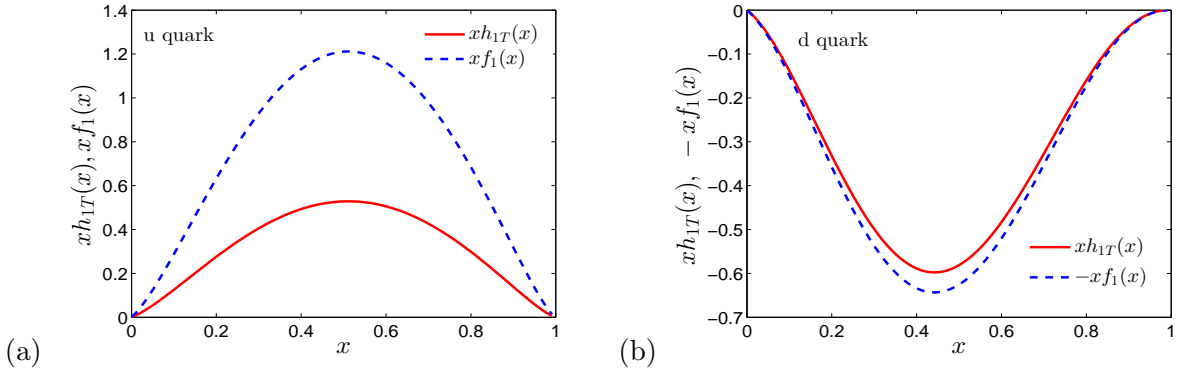 u quark
xh₁T(x)
xf₁(x)
xh₁T(x), xf₁(x)
1.4
1.2
1
0.8
0.6
0.4
0.2
0
0 0.2 0.4 0.6 0.8 1
x
(a)
d quark
xh₁T(x)
−xf₁(x)
xh₁T(x), −xf₁(x)
0
−0.1
−0.2
−0.3
−0.4
−0.5
−0.6
−0.7
0 0.2 0.4 0.6 0.8 1
x
(b)